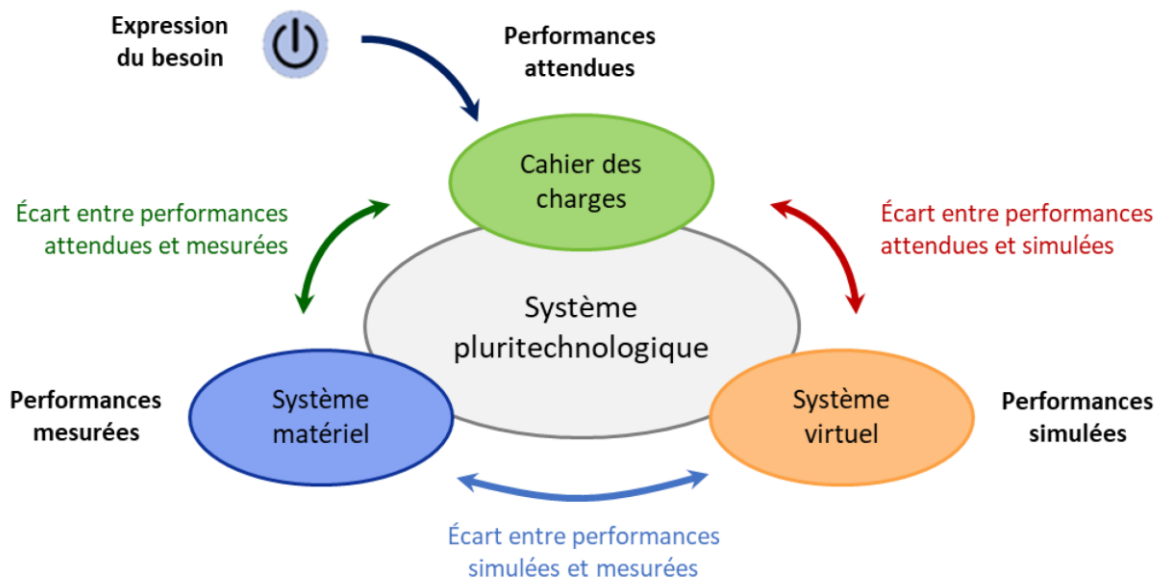 Expression
du besoin
Performances
attendues
Cahier des
charges
Écart entre performances
attendues et mesurées
Écart entre performances
attendues et simulées
Système
pluritechnologique
Performances
mesurées
Système
matériel
Système
virtuel
Performances
simulées
Écart entre performances
simulées et mesurées